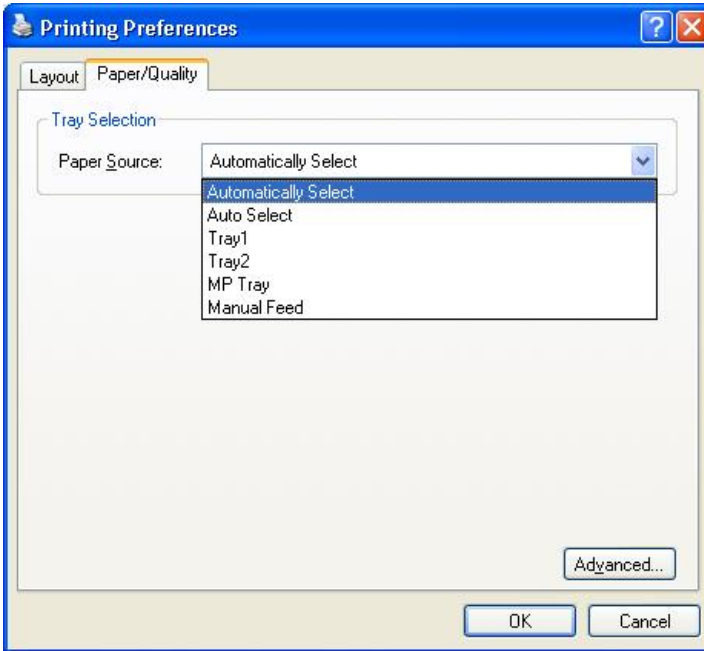 Printing Preferences
Layout Paper/Quality
Tray Selection
Paper Source: Automatically Select
Automatically Select
Auto Select
Tray1
Tray2
MP Tray
Manual Feed
Advanced...
OK Cancel